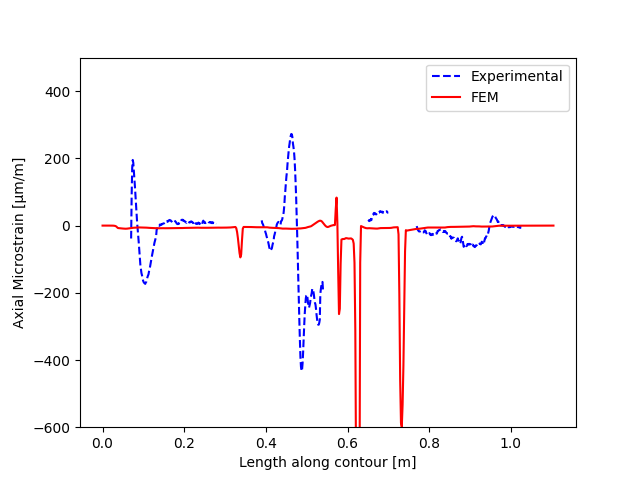 Experimental
FEM
400
200
0
−200
−400
−600
0.0 0.2 0.4 0.6 0.8 1.0
Length along contour [m]
Axial Microstrain [μm/m]